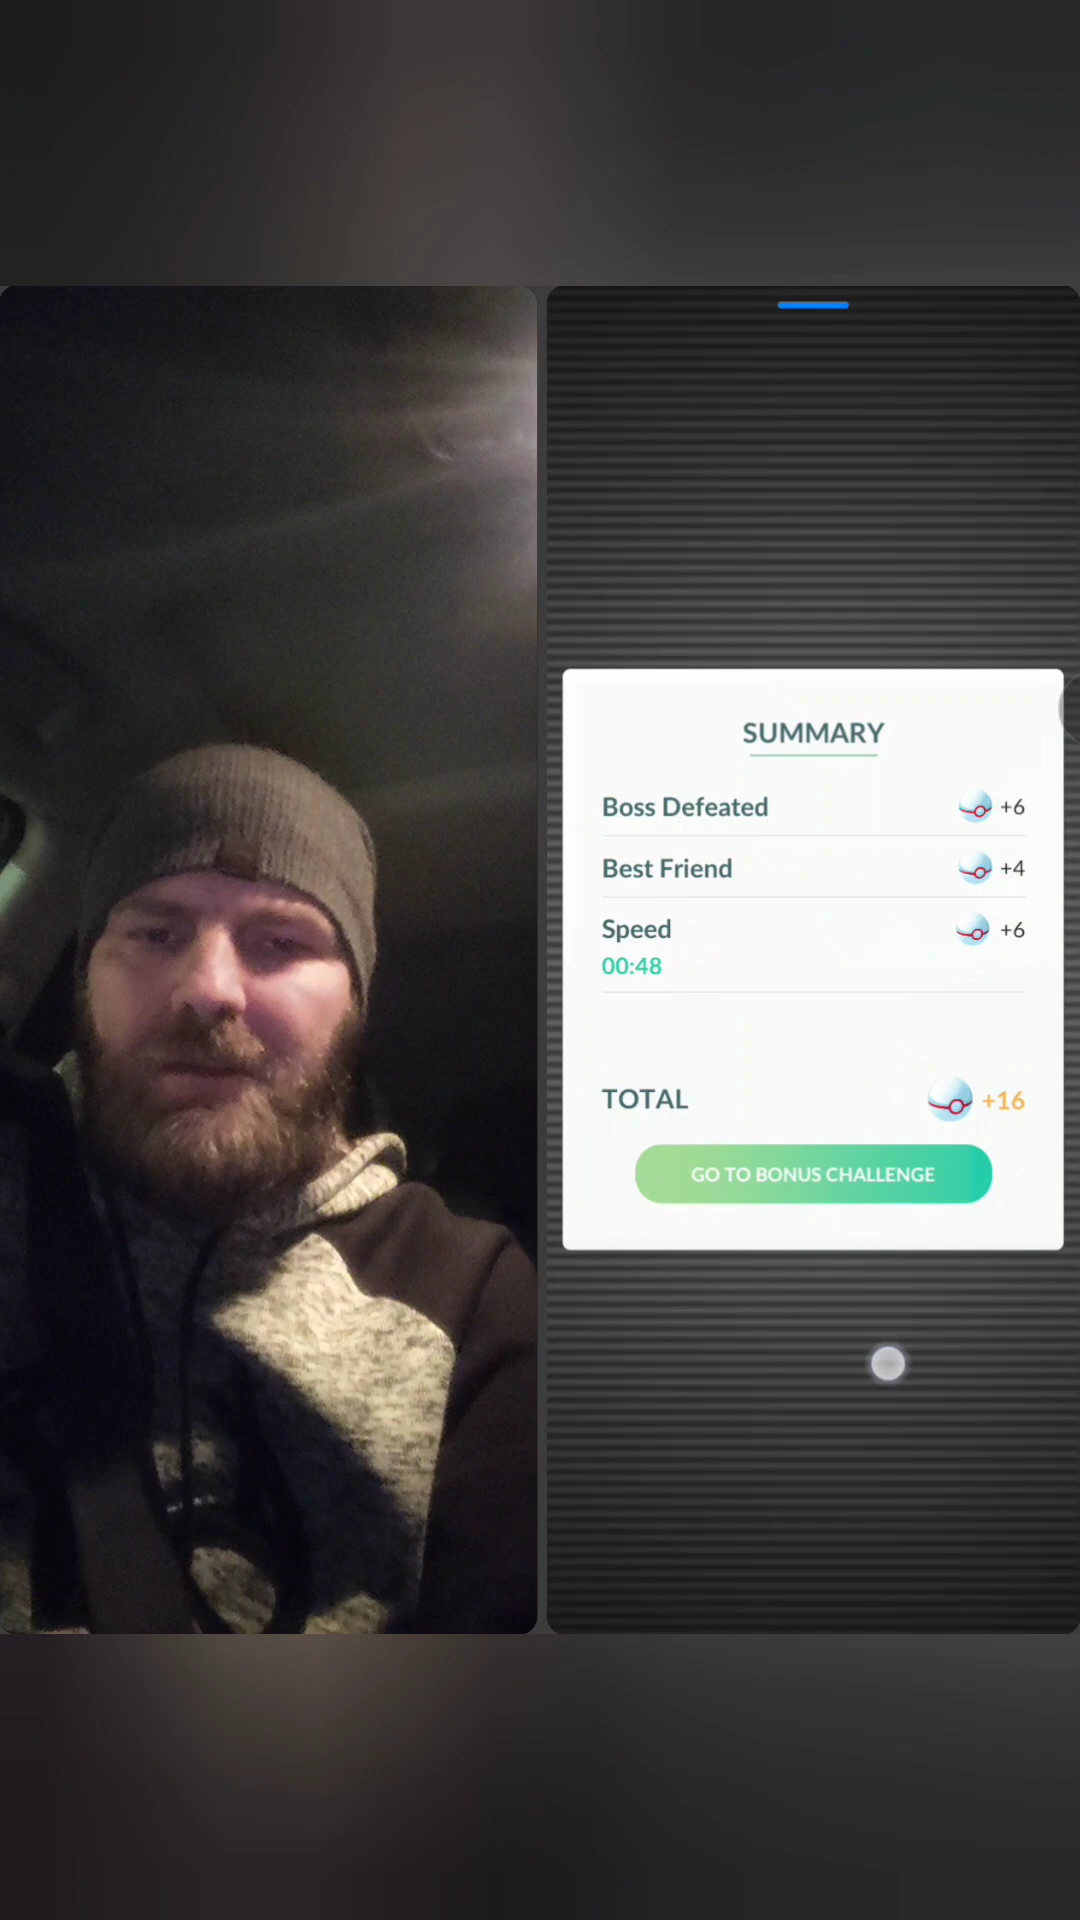 SUMMARY
Boss Defeated +6
Best Friend +4
Speed +6
00:48
TOTAL +16
GO TO BONUS CHALLENGE